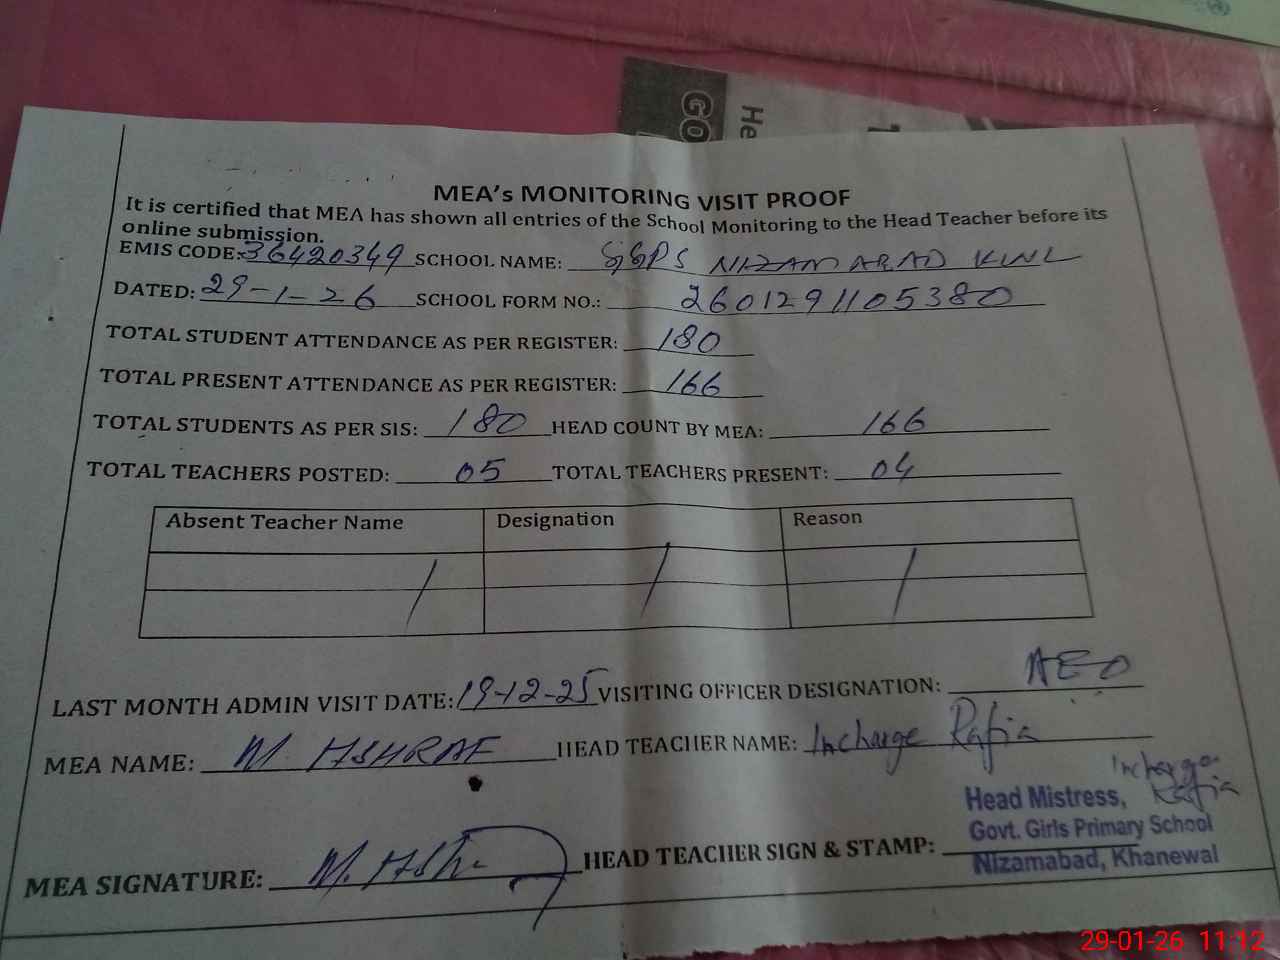 GO
He
MEA's MONITORING VISIT PROOF
It is certified that MEA has shown all entries of the School Monitoring to the Head Teacher before its
online submission.
EMIS CODE: 36420349 SCHOOL NAME: GGPS NIZAMABAD KWL
DATED: 29-1-26 SCHOOL FORM NO.: 2601291105380
TOTAL STUDENT ATTENDANCE AS PER REGISTER: 180
TOTAL PRESENT ATTENDANCE AS PER REGISTER: 166
TOTAL STUDENTS AS PER SIS: 180 HEAD COUNT BY MEA: 166
TOTAL TEACHERS POSTED: 05 TOTAL TEACHERS PRESENT: 04
Absent Teacher Name Designation Reason
/ / /
LAST MONTH ADMIN VISIT DATE: 19-12-25 VISITING OFFICER DESIGNATION: AEO
MEA NAME: M. ASHRAF HEAD TEACHER NAME: Incharge Rafia
Incharge
Rafia
Head Mistress,
Govt. Girls Primary School
Nizamabad, Khanewal
MEA SIGNATURE: M. Ash HEAD TEACHER SIGN & STAMP:
29-01-26 11:12